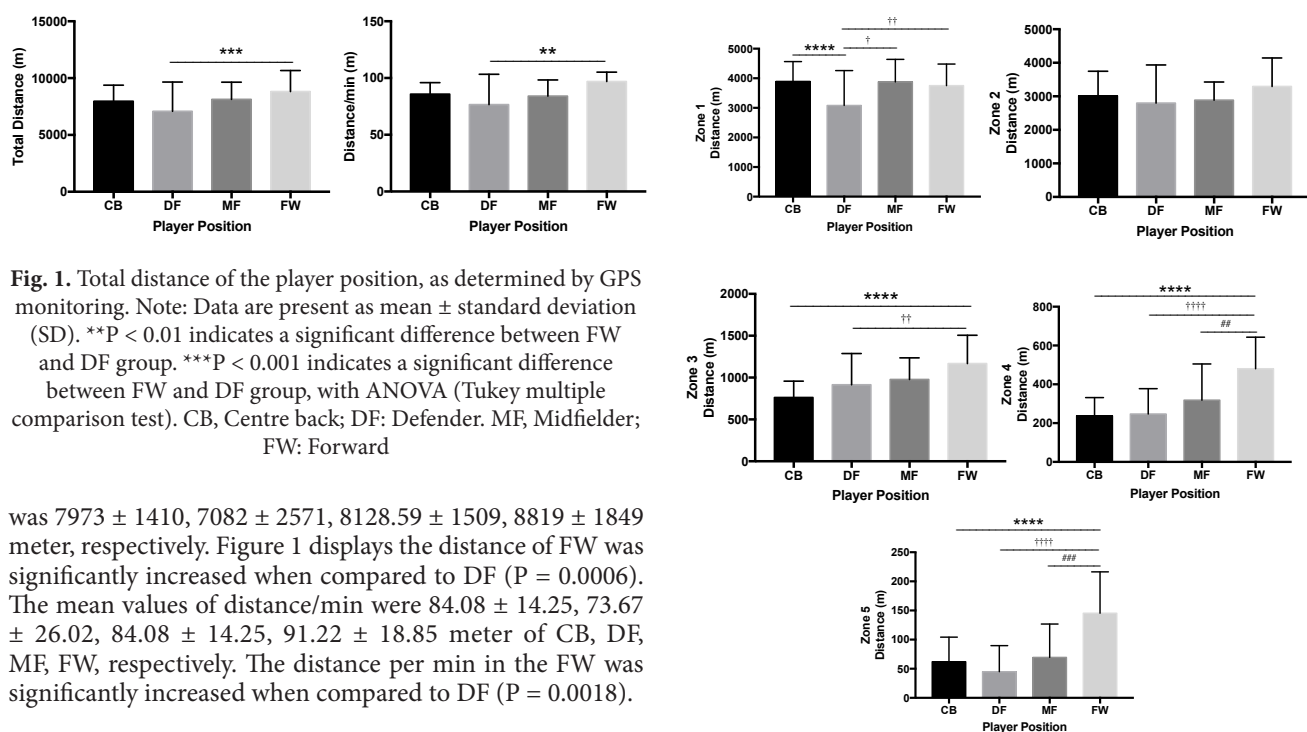 15000
10000
5000
0
Total Distance (m)
***
CB DF MF FW
Player Position
150
100
50
0
Distance/min (m)
**
CB DF MF FW
Player Position
Fig. 1. Total distance of the player position, as determined by GPS
monitoring. Note: Data are present as mean ± standard deviation
(SD). **P < 0.01 indicates a significant difference between FW
and DF group. ***P < 0.001 indicates a significant difference
between FW and DF group, with ANOVA (Tukey multiple
comparison test). CB, Centre back; DF: Defender. MF, Midfielder;
FW: Forward
was 7973 ± 1410, 7082 ± 2571, 8128.59 ± 1509, 8819 ± 1849
meter, respectively. Figure 1 displays the distance of FW was
significantly increased when compared to DF (P = 0.0006).
The mean values of distance/min were 84.08 ± 14.25, 73.67
± 26.02, 84.08 ± 14.25, 91.22 ± 18.85 meter of CB, DF,
MF, FW, respectively. The distance per min in the FW was
significantly increased when compared to DF (P = 0.0018).
††
**** †
5000
4000
3000
2000
1000
0
Zone 1
Distance (m)
CB DF MF FW
Player Position
5000
4000
3000
2000
1000
0
Zone 2
Distance (m)
CB DF MF FW
Player Position
2000
1500
1000
500
0
Zone 3
Distance (m)
****
††
CB DF MF FW
Player Position
800
600
400
200
0
Zone 4
Distance (m)
****
††††
##
CB DF MF FW
Player Position
250
200
150
100
50
0
Zone 5
Distance (m)
****
††††
###
CB DF MF FW
Player Position